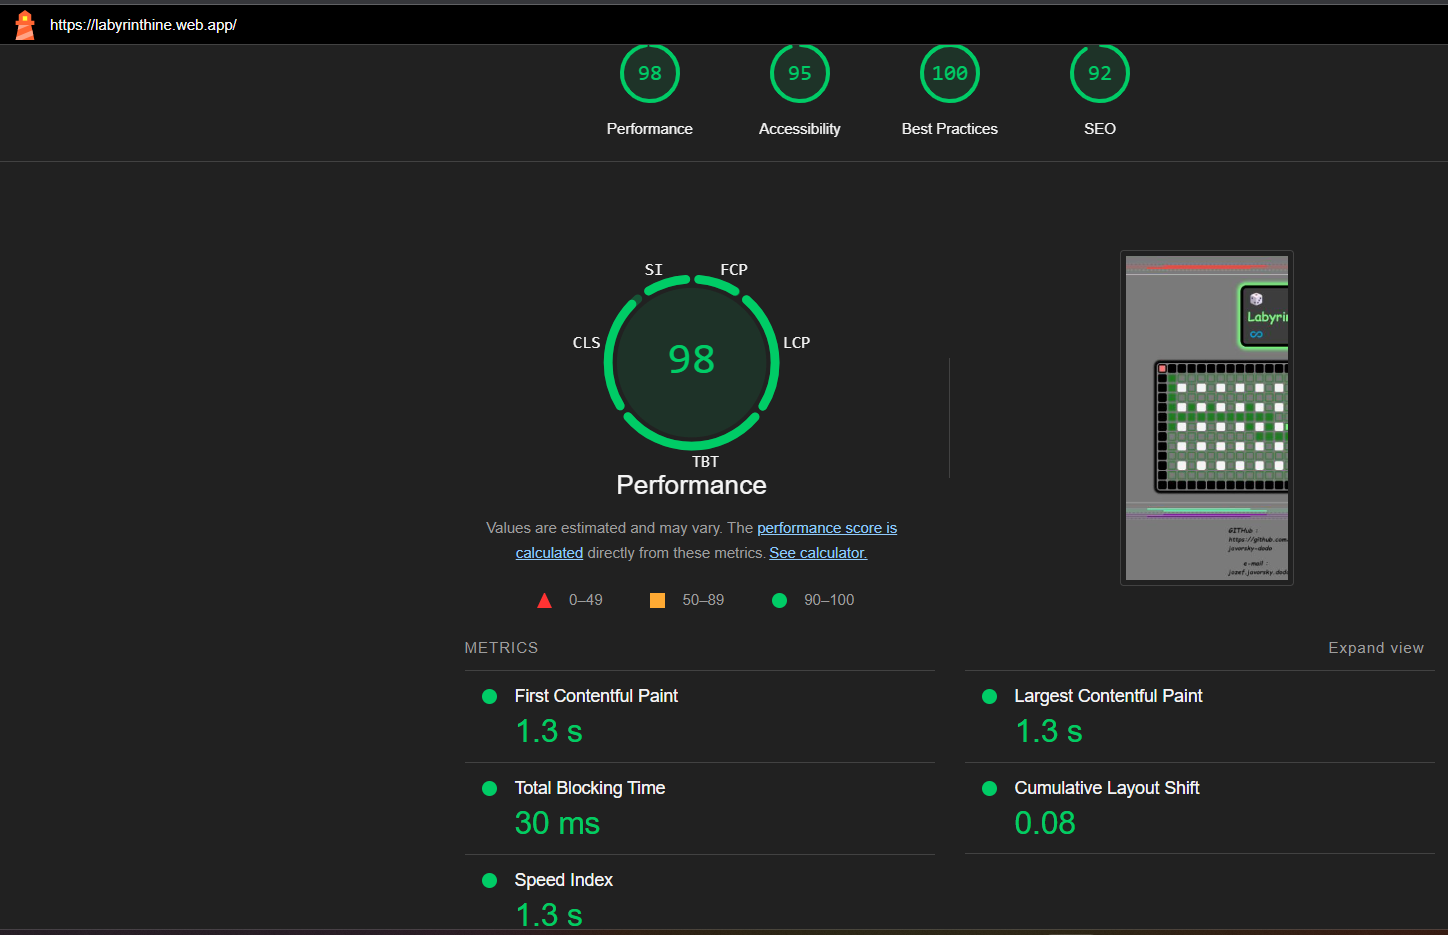 https://labyrinthine.web.app/
98
95
100
92
Performance
Accessibility
Best Practices
SEO
SI
FCP
CLS
LCP
98
TBT
Performance
Values are estimated and may vary. The performance score is
calculated directly from these metrics. See calculator.
0–49
50–89
90–100
Labyrin
GITHub :
https://github.com
javorsky-dodo
e-mail :
jozef.javorsky.dodo
METRICS
Expand view
First Contentful Paint
1.3 s
Largest Contentful Paint
1.3 s
Total Blocking Time
30 ms
Cumulative Layout Shift
0.08
Speed Index
1.3 s